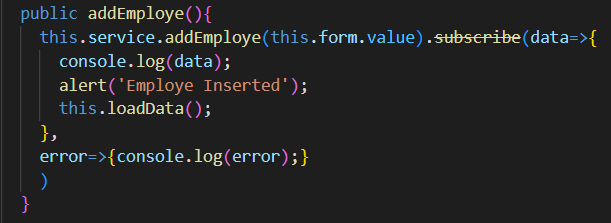 public addEmploye(){
this.service.addEmploye(this.form.value).subscribe(data=>{
console.log(data);
alert('Employe Inserted');
this.loadData();
},
error=>{console.log(error);}
)
}